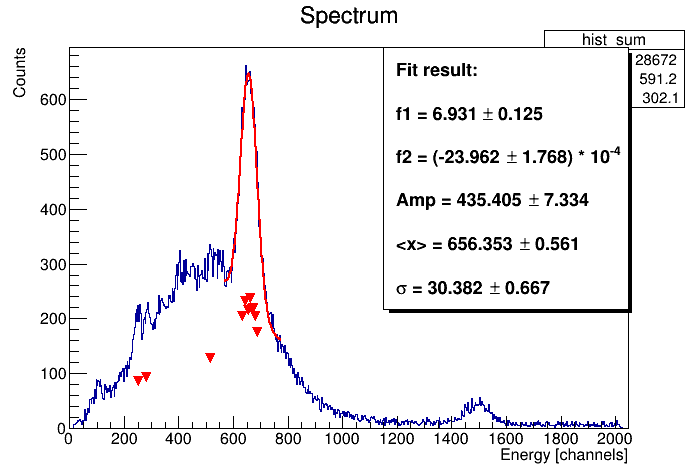 Spectrum
hist_sum
28672
591.2
302.1
Fit result:
f1 = 6.931 ± 0.125
f2 = (-23.962 ± 1.768) * 10⁻⁴
Amp = 435.405 ± 7.334
<x> = 656.353 ± 0.561
σ = 30.382 ± 0.667
Counts
600
500
400
300
200
100
0
0 200 400 600 800 1000 1200 1400 1600 1800 2000
Energy [channels]